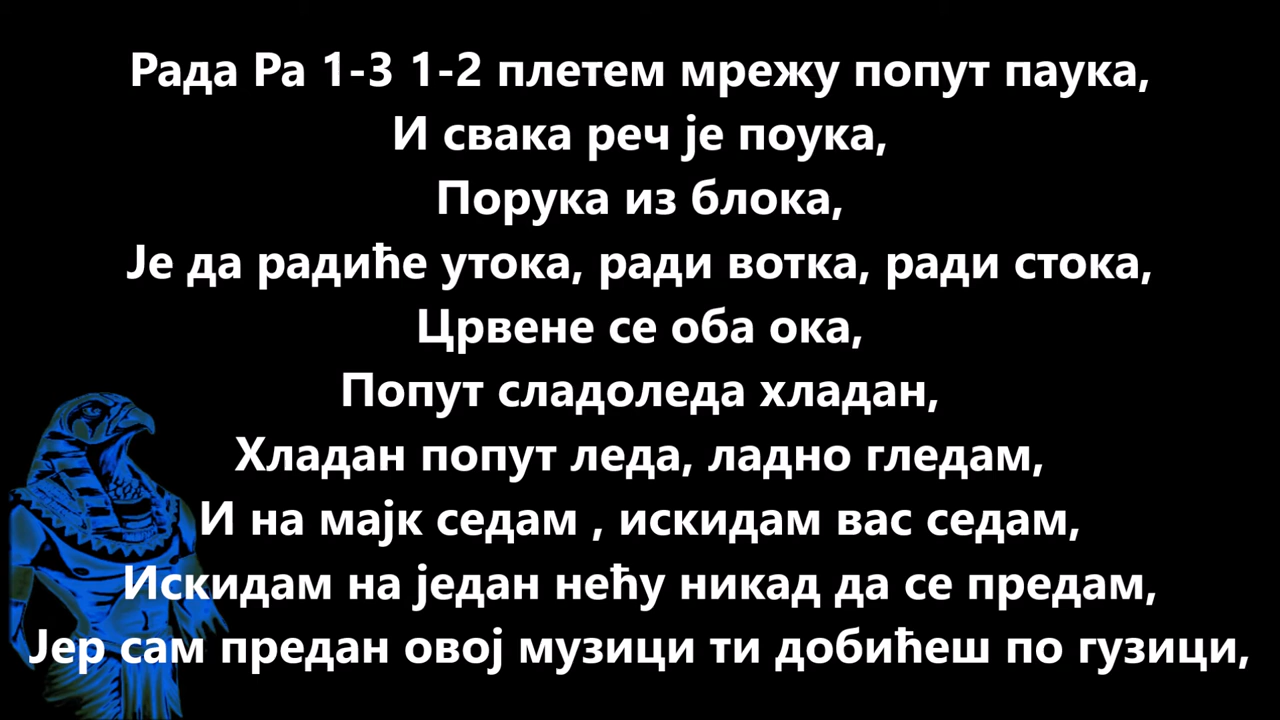 Рада Ра 1-3 1-2 плетем мрежу попут паука,
И свака реч је поука,
Порука из блока,
Је да радиће утока, ради вотка, ради стока,
Црвене се оба ока,
Попут сладоледа хладан,
Хладан попут леда, ладно гледам,
И на мајк седам , искидам вас седам,
Искидам на један нећу никад да се предам,
Јер сам предан овој музици ти добићеш по гузици,